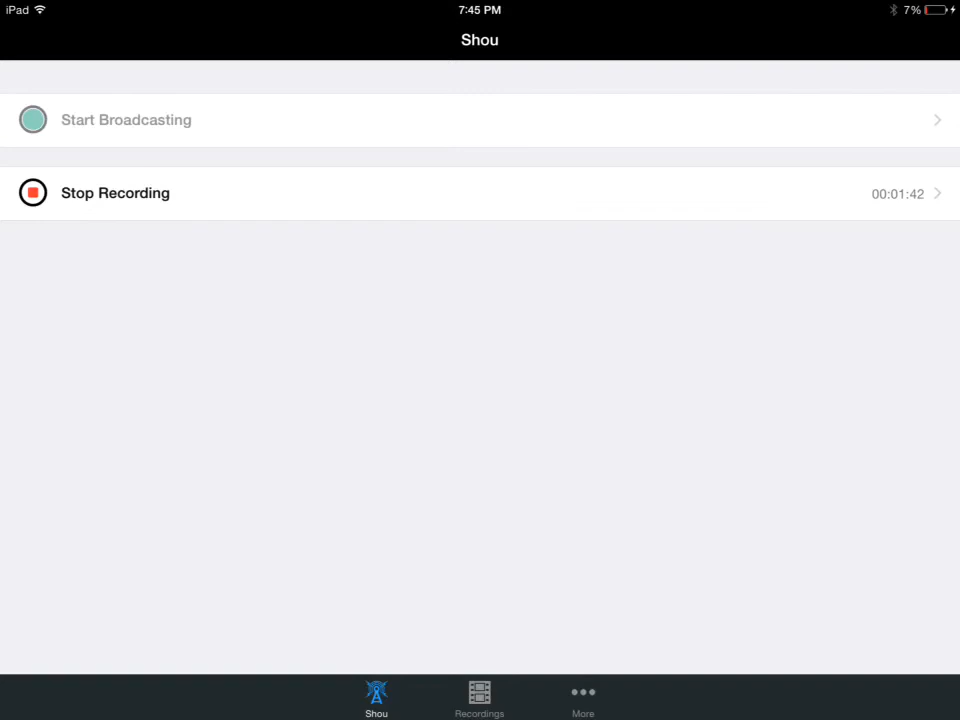 iPad 7:45 PM 7%
Shou
Start Broadcasting
Stop Recording 00:01:42
Shou Recordings More